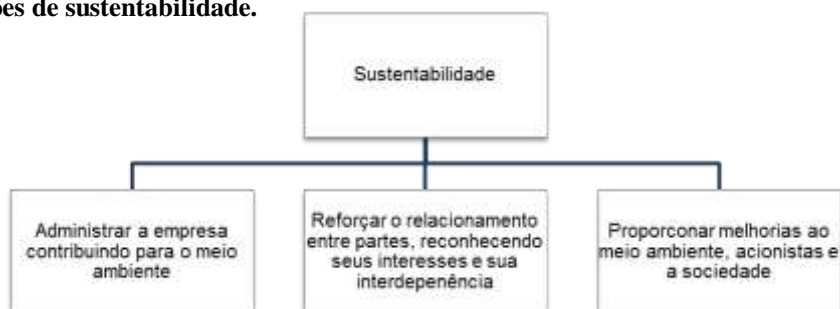 de sustentabilidade.
Sustentabilidade
Administrar a empresa
contribuindo para o meio
ambiente
Reforçar o relacionamento
entre partes, reconhecendo
seus interesses e sua
interdepenência
Proporconar melhorias ao
meio ambiente, acionistas e
a sociedade